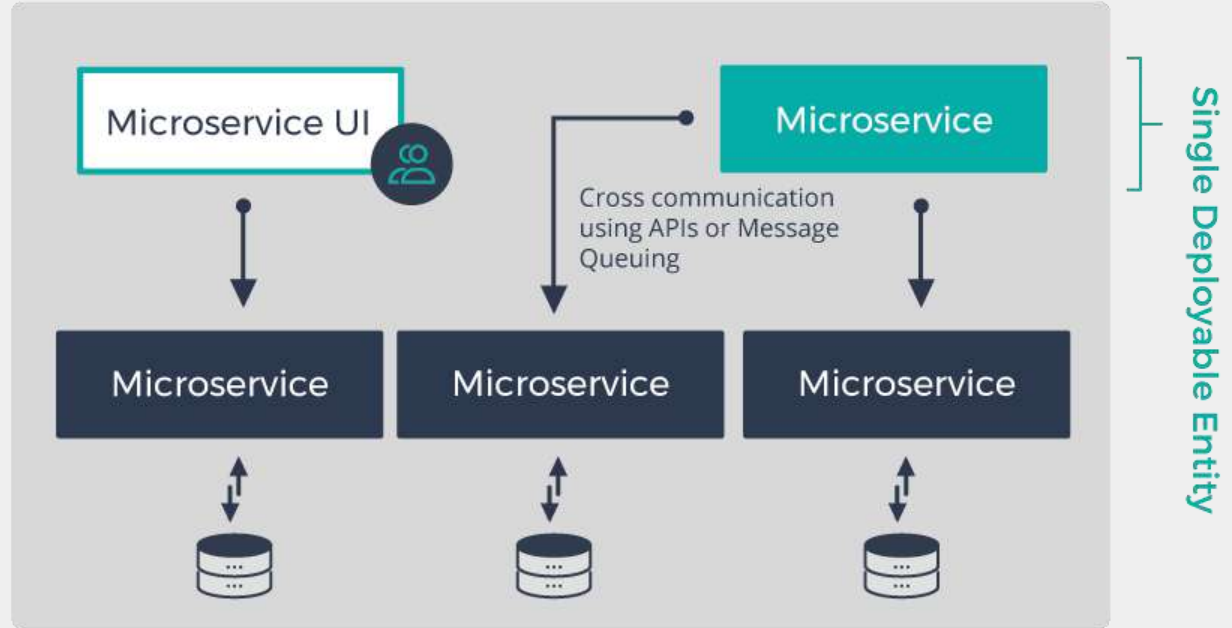 Microservice UI
Microservice
Cross communication
using APIs or Message
Queuing
Microservice
Microservice
Microservice
Single Deployable Entity